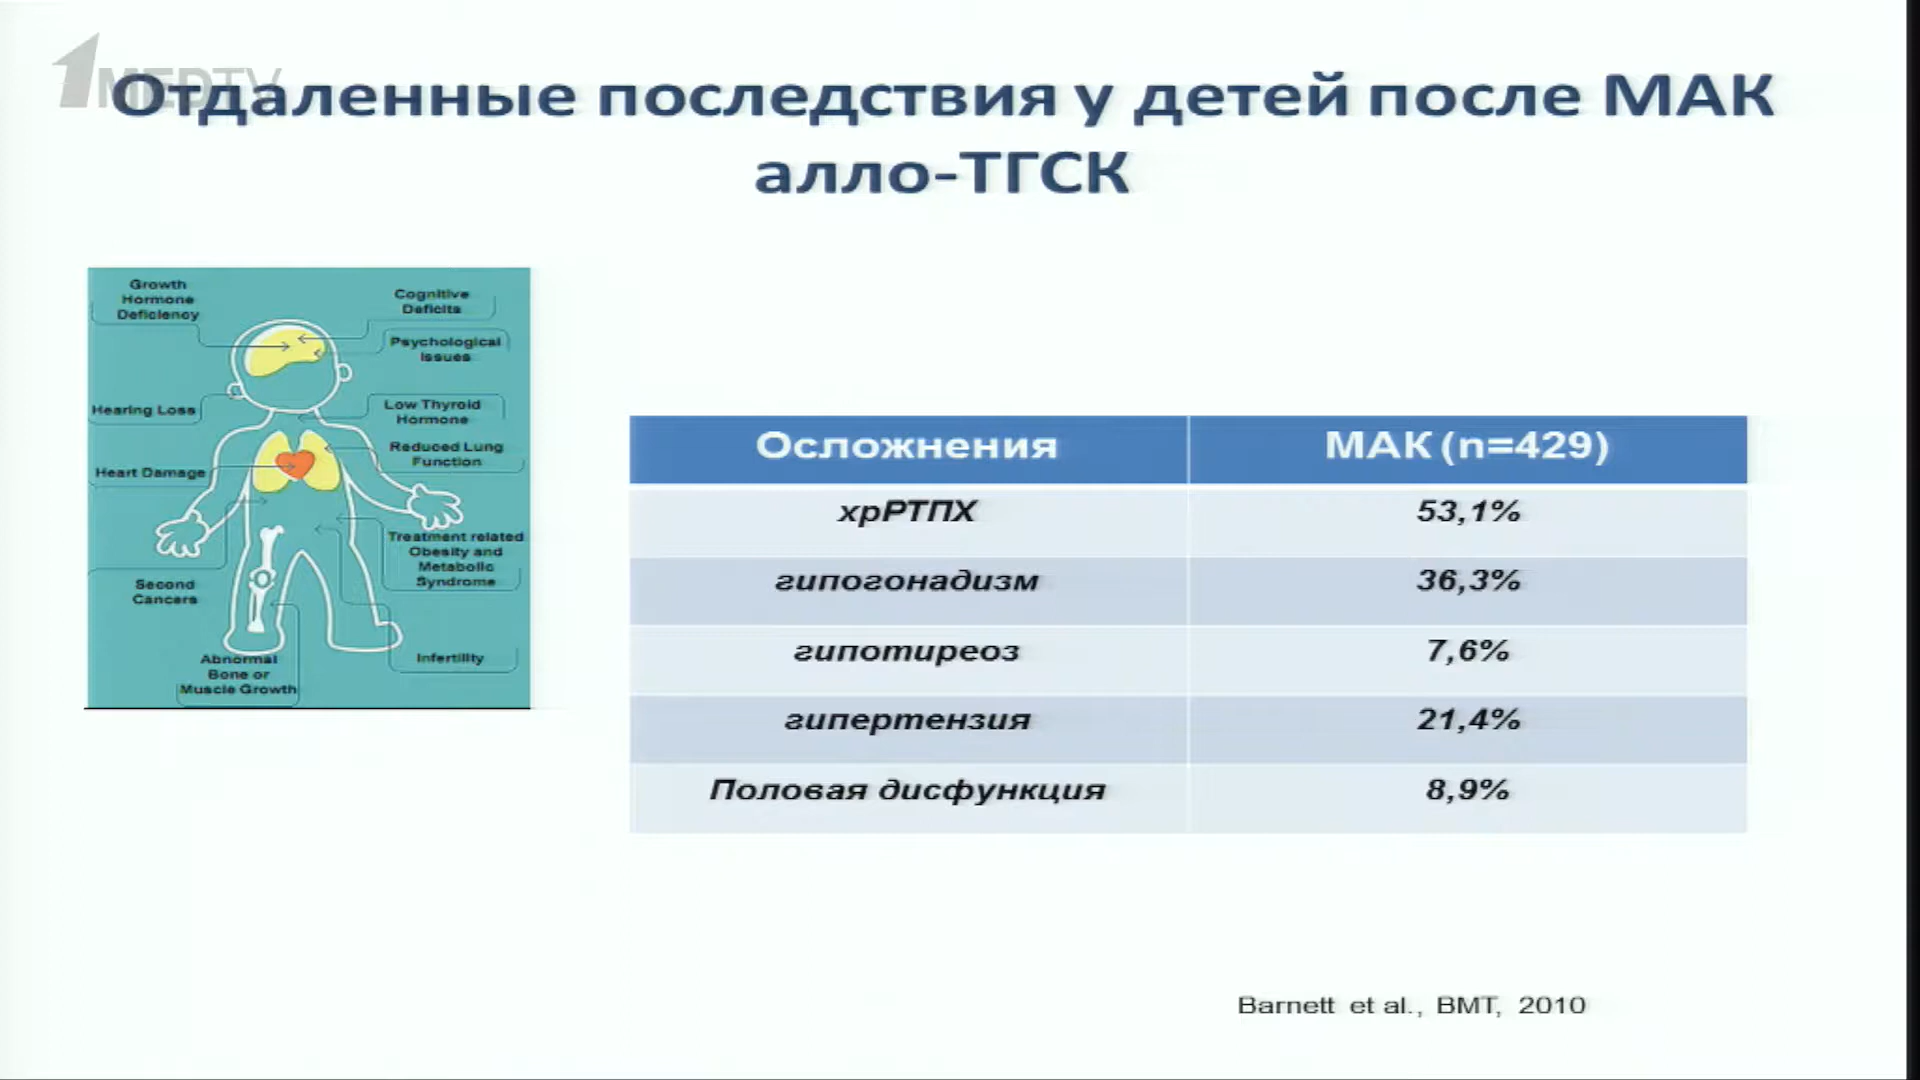 1MEDTV
Отдаленные последствия у детей после МАК
алло-ТГСК
Growth
Hormone
Deficiency
Cognitive
Deficits
Psychological
Issues
Hearing Loss
Low Thyroid
Hormone
Reduced Lung
Function
Heart Damage
Treatment related
Obesity and
Metabolic
Syndrome
Second
Cancers
Infertility
Abnormal
Bone or
Muscle Growth
Осложнения МАК (n=429)
хрРТПХ 53,1%
гипогонадизм 36,3%
гипотиреоз 7,6%
гипертензия 21,4%
Половая дисфункция 8,9%
Barnett et al., BMT, 2010